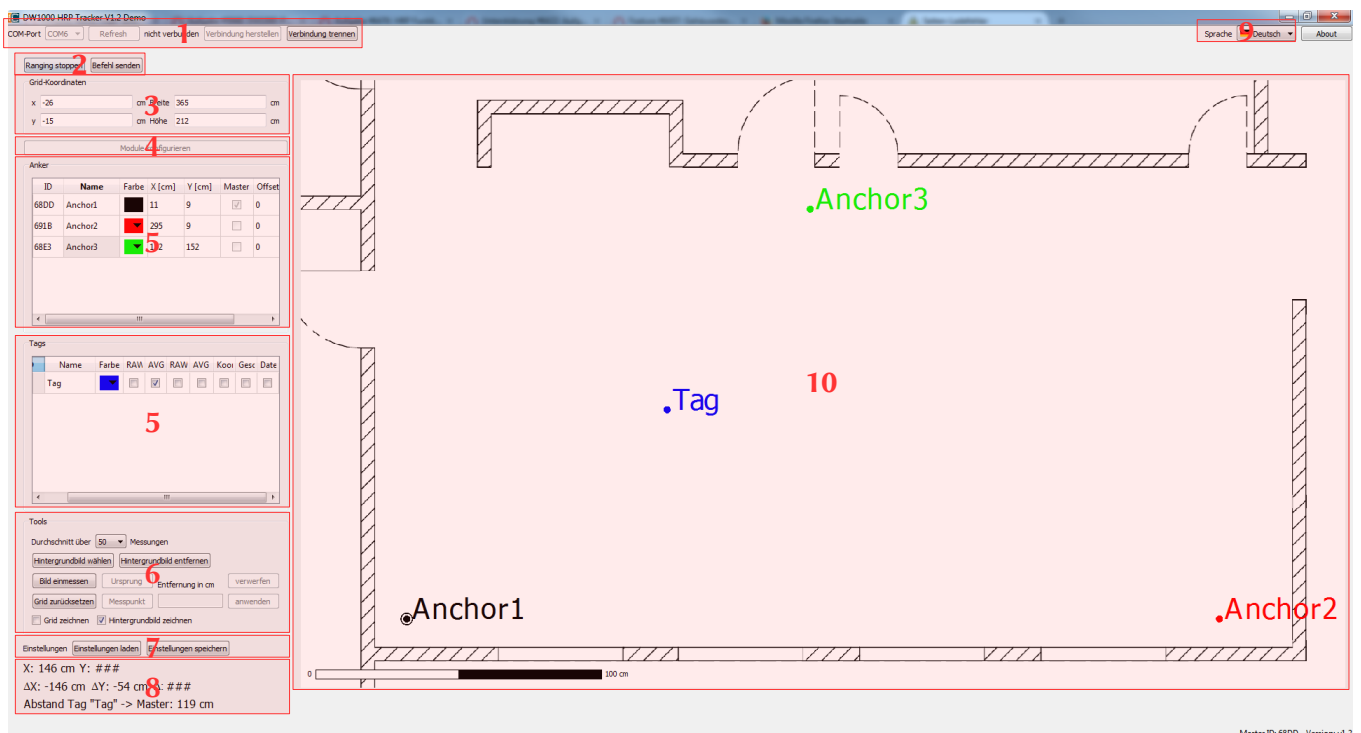 DW1000 HRP Tracker V1.2 Demo
COM-Port COM6 Refresh nicht verbunden Verbindung herstellen Verbindung trennen
1
Sprache Deutsch About
9
Ranging stoppen Befehl senden
2
Grid-Koordinaten
x -26 cm Breite 365 cm
3
y -15 cm Höhe 212 cm
Module konfigurieren
4
Anker
ID Name Farbe X [cm] Y [cm] Master Offset
68DD Anchor1 11 9 0
691B Anchor2 295 9 0
68E3 Anchor3 152 152 0
5
Tags
Name Farbe RAW AVG RAW AVG Koor Gesc Date
Tag
5
Tools
Durchschnitt über 50 Messungen
Hintergrundbild wählen Hintergrundbild entfernen
Bild einmessen Ursprung Entfernung in cm verwerfen
6
Grid zurücksetzen Messpunkt anwenden
Grid zeichnen Hintergrundbild zeichnen
Einstellungen Einstellungen laden Einstellungen speichern
7
X: 146 cm Y: ###
ΔX: -146 cm ΔY: -54 cm Δ: ###
8
Abstand Tag "Tag" -> Master: 119 cm
Anchor3
Tag
10
Anchor1
Anchor2
0 100 cm